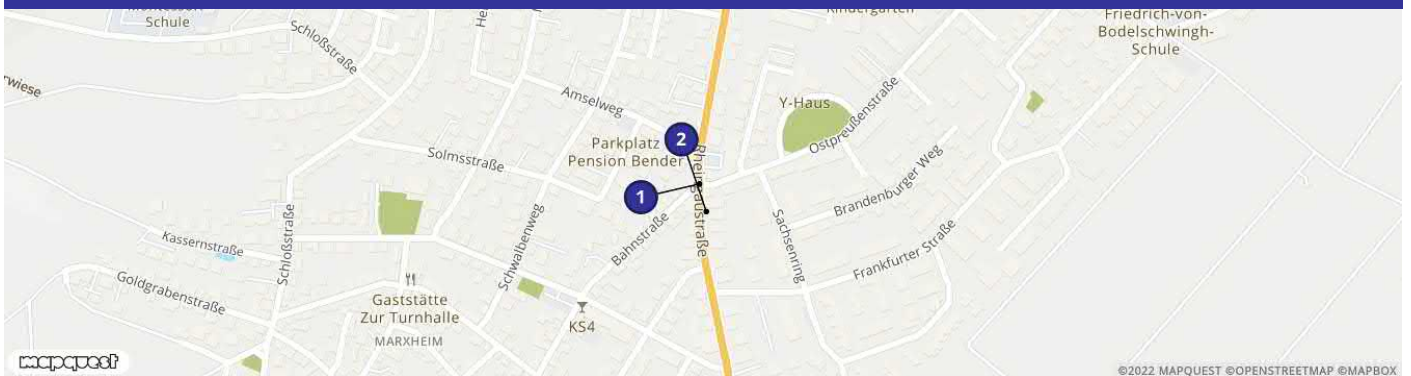 Schule
Schloßstraße
Kindergarten
Friedrich-von-
Bodelschwingh-
Schule
rwiese
Amselweg
Y-Haus
Ostpreußenstraße
2
Parkplatz
Pension Bender
Solmsstraße
1
Rheingaustraße
Brandenburger Weg
Sachsenring
Bahnstraße
Schwalbenweg
Schloßstraße
Kassernstraße
Frankfurter Straße
Goldgrabenstraße
Gaststätte
Zur Turnhalle
MARXHEIM
KS4
mapquest
©2022 MAPQUEST ©OPENSTREETMAP ©MAPBOX